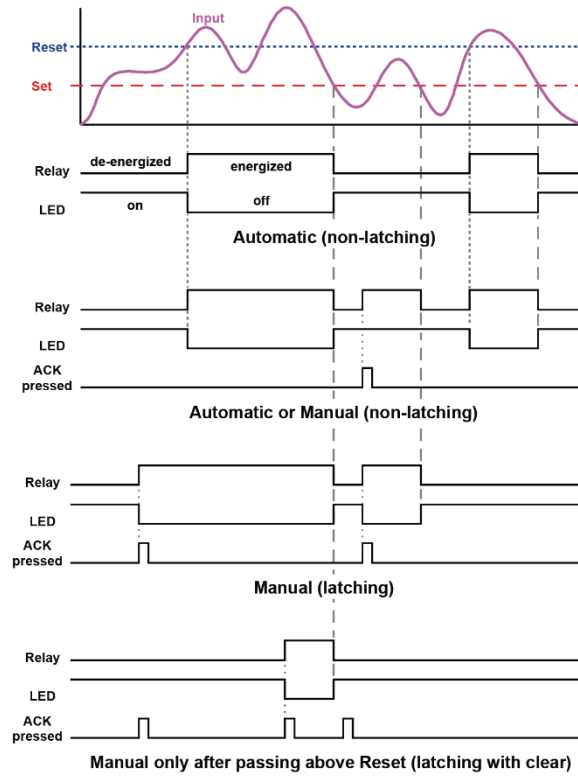 Input
Reset
Set
de-energized
energized
Relay
LED
on
off
Automatic (non-latching)
Relay
LED
ACK
pressed
Automatic or Manual (non-latching)
Relay
LED
ACK
pressed
Manual (latching)
Relay
LED
ACK
pressed
Manual only after passing above Reset (latching with clear)